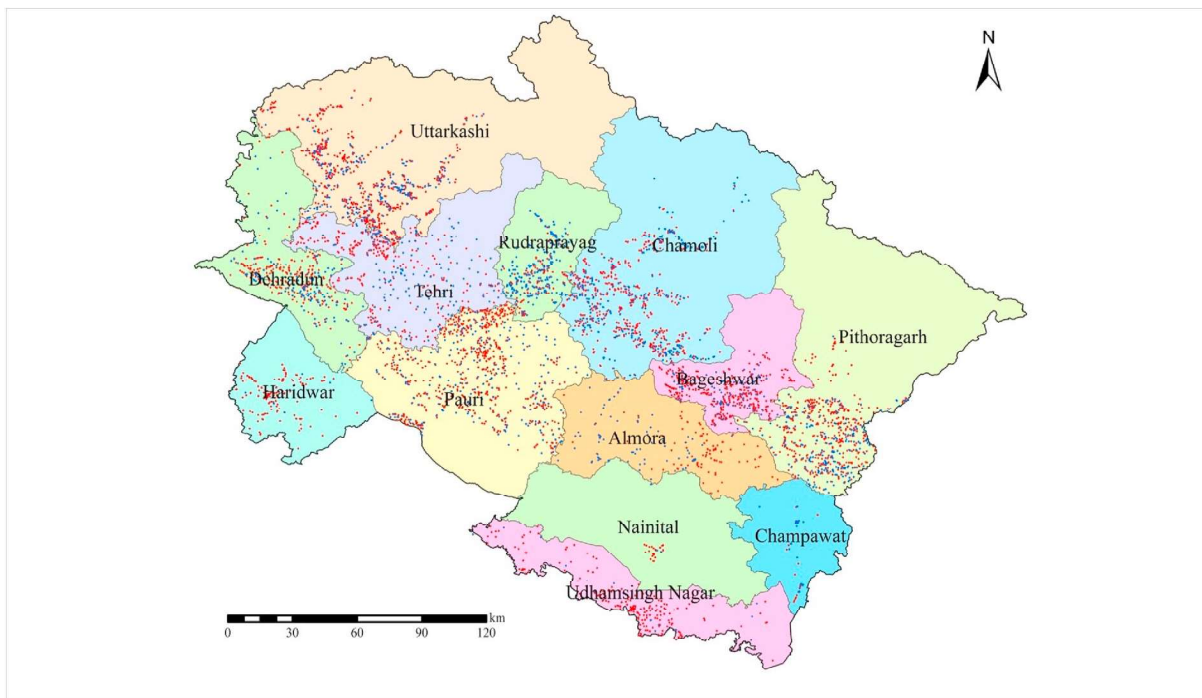 N
Uttarkashi
Rudraprayag
Chamoli
Dehradun
Tehri
Pithoragarh
Bageshwar
Haridwar
Pauri
Almora
Nainital
Champawat
Udhamsingh Nagar
km
0 30 60 90 120